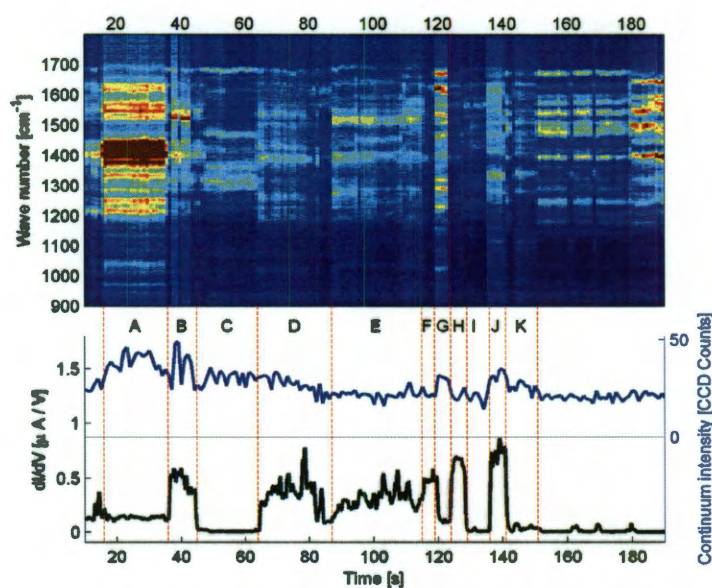 20 40 60 80 100 120 140 160 180
Wave number [cm⁻¹]
1700
1600
1500
1400
1300
1200
1100
1000
900
A B C D E F G H I J K
dI/dV [µ A / V]
1.5
1
0.5
0
50
0
Continuum intensity [CCD Counts]
20 40 60 80 100 120 140 160 180
Time [s]